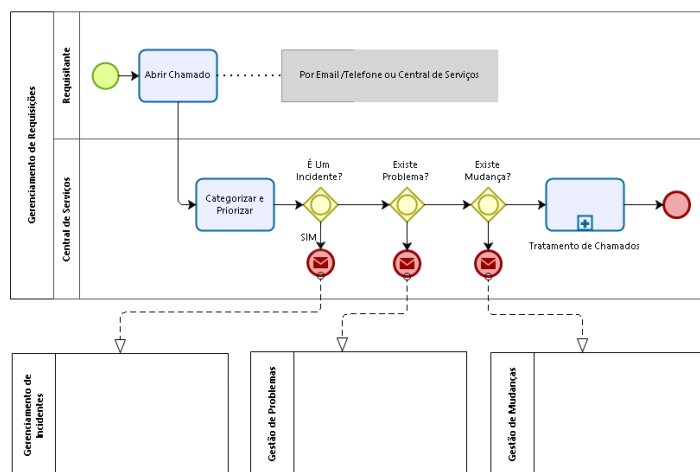 Gerenciamento de Requisições
Requisitante
Abrir Chamado
Por Email /Telefone ou Central de Serviços
Central de Serviços
Categorizar e
Priorizar
É Um
Incidente?
SIM
Existe
Problema?
Existe
Mudança?
Tratamento de Chamados
Gerenciamento de
Incidentes
Gestão de Problemas
Gestão de Mudanças